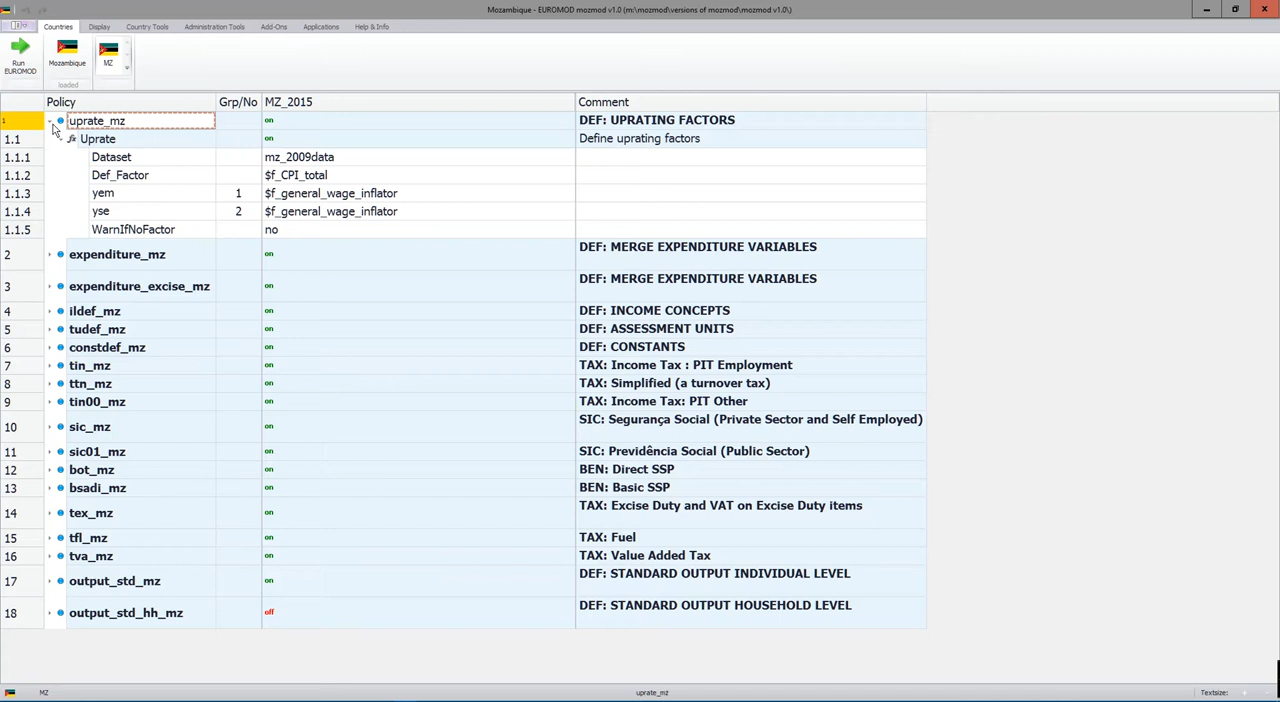 Mozambique - EUROMOD mozmod v1.0 (m:\mozmod\versions of mozmod\mozmod v1.0\)
Countries Display Country Tools Administration Tools Add-Ons Applications Help & Info
Run EUROMOD Mozambique MZ
loaded
Policy Grp/No MZ_2015 Comment
1 uprate_mz on DEF: UPRATING FACTORS
1.1 fx Uprate on Define uprating factors
1.1.1 Dataset mz_2009data
1.1.2 Def_Factor $f_CPI_total
1.1.3 yem 1 $f_general_wage_inflator
1.1.4 yse 2 $f_general_wage_inflator
1.1.5 WarnIfNoFactor no
2 expenditure_mz on DEF: MERGE EXPENDITURE VARIABLES
3 expenditure_excise_mz on DEF: MERGE EXPENDITURE VARIABLES
4 ildef_mz on DEF: INCOME CONCEPTS
5 tudef_mz on DEF: ASSESSMENT UNITS
6 constdef_mz on DEF: CONSTANTS
7 tin_mz on TAX: Income Tax : PIT Employment
8 ttn_mz on TAX: Simplified (a turnover tax)
9 tin00_mz on TAX: Income Tax: PIT Other
10 sic_mz on SIC: Segurança Social (Private Sector and Self Employed)
11 sic01_mz on SIC: Previdência Social (Public Sector)
12 bot_mz on BEN: Direct SSP
13 bsadi_mz on BEN: Basic SSP
14 tex_mz on TAX: Excise Duty and VAT on Excise Duty items
15 tfl_mz on TAX: Fuel
16 tva_mz on TAX: Value Added Tax
17 output_std_mz on DEF: STANDARD OUTPUT INDIVIDUAL LEVEL
18 output_std_hh_mz off DEF: STANDARD OUTPUT HOUSEHOLD LEVEL
MZ uprate_mz Textsize: + -